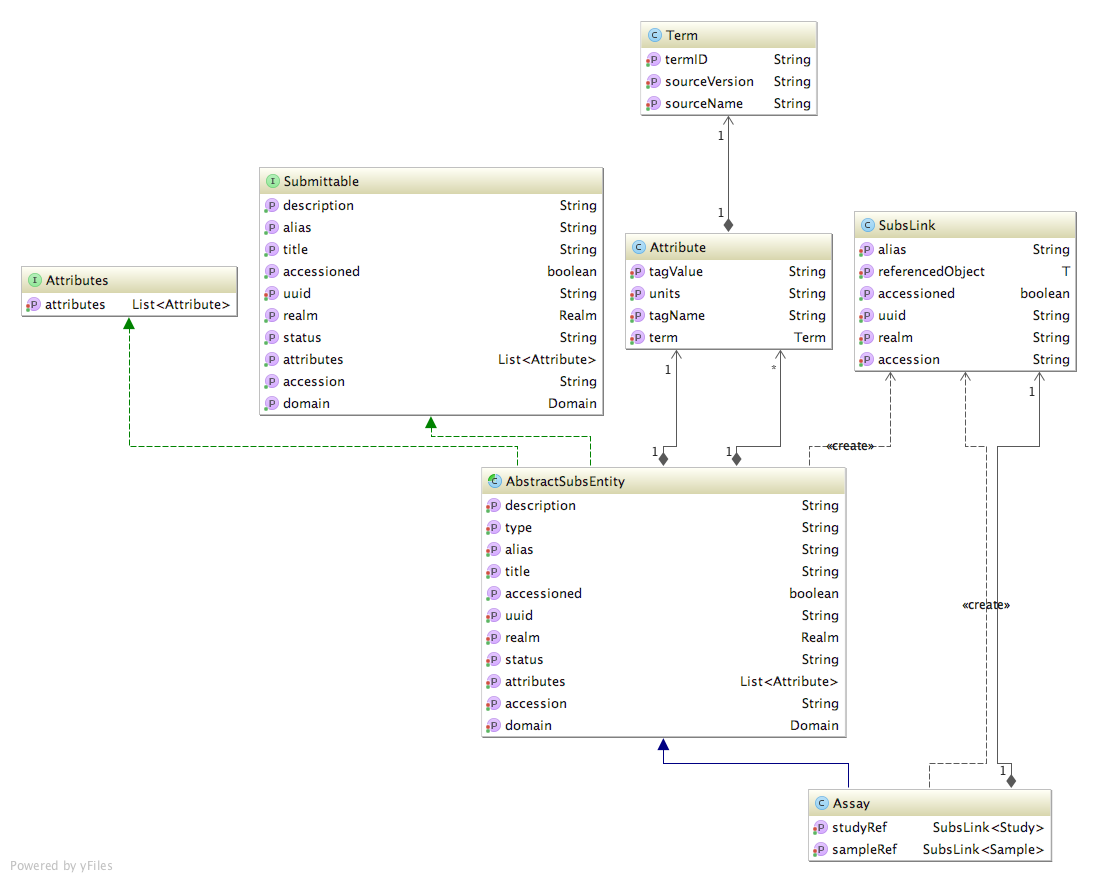 C Term
P termID String
P sourceVersion String
P sourceName String
1
1
I Submittable
P description String
P alias String
P title String
P accessioned boolean
P uuid String
P realm Realm
P status String
P attributes List<Attribute>
P accession String
P domain Domain
C SubsLink
P alias String
P referencedObject T
P accessioned boolean
P uuid String
P realm String
P accession String
C Attribute
P tagValue String
P units String
P tagName String
P term Term
I Attributes
P attributes List<Attribute>
1
*
1
1
1
«create»
C AbstractSubsEntity
P description String
P type String
P alias String
P title String
P accessioned boolean
P uuid String
P realm Realm
P status String
P attributes List<Attribute>
P accession String
P domain Domain
«create»
1
C Assay
P studyRef SubsLink<Study>
P sampleRef SubsLink<Sample>
Powered by yFiles